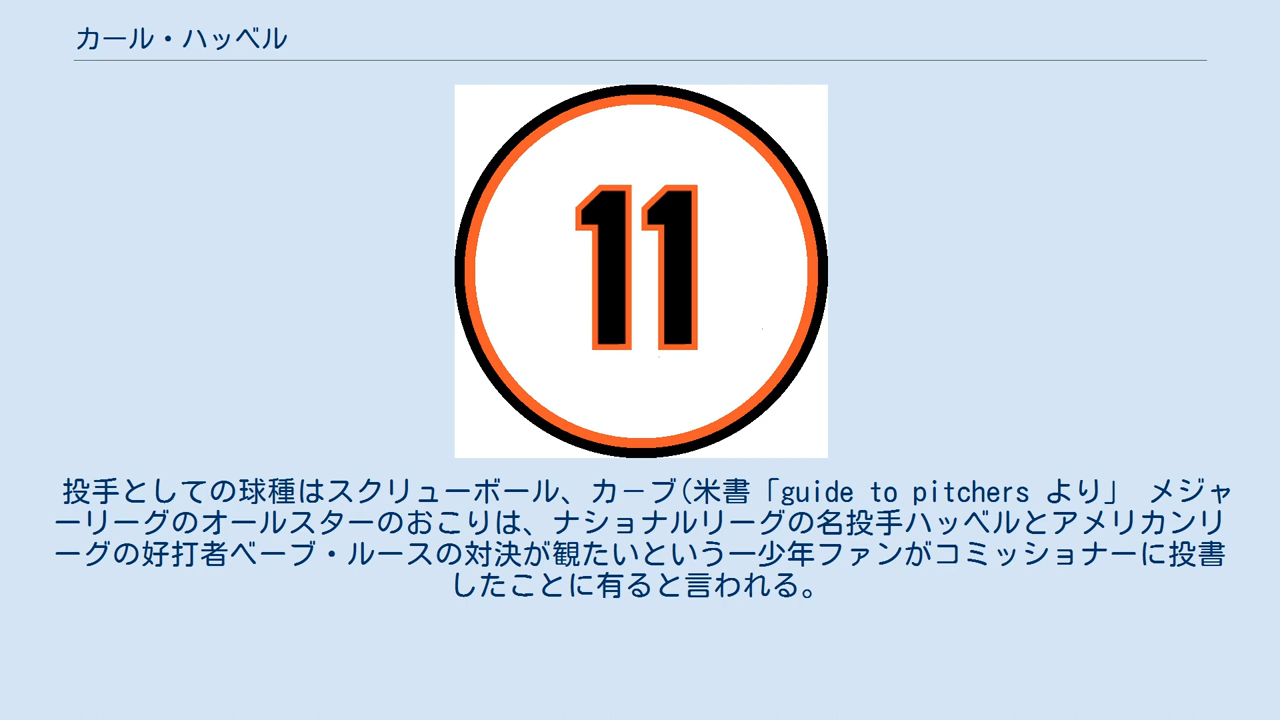 カール・ハッベル
11
投手としての球種はスクリューボール、カーブ(米書「guide to pitchers より」 メジャ
ーリーグのオールスターのおこりは、ナショナルリーグの名投手ハッベルとアメリカンリ
ーグの好打者ベーブ・ルースの対決が観たいという一少年ファンがコミッショナーに投書
したことに有ると言われる。